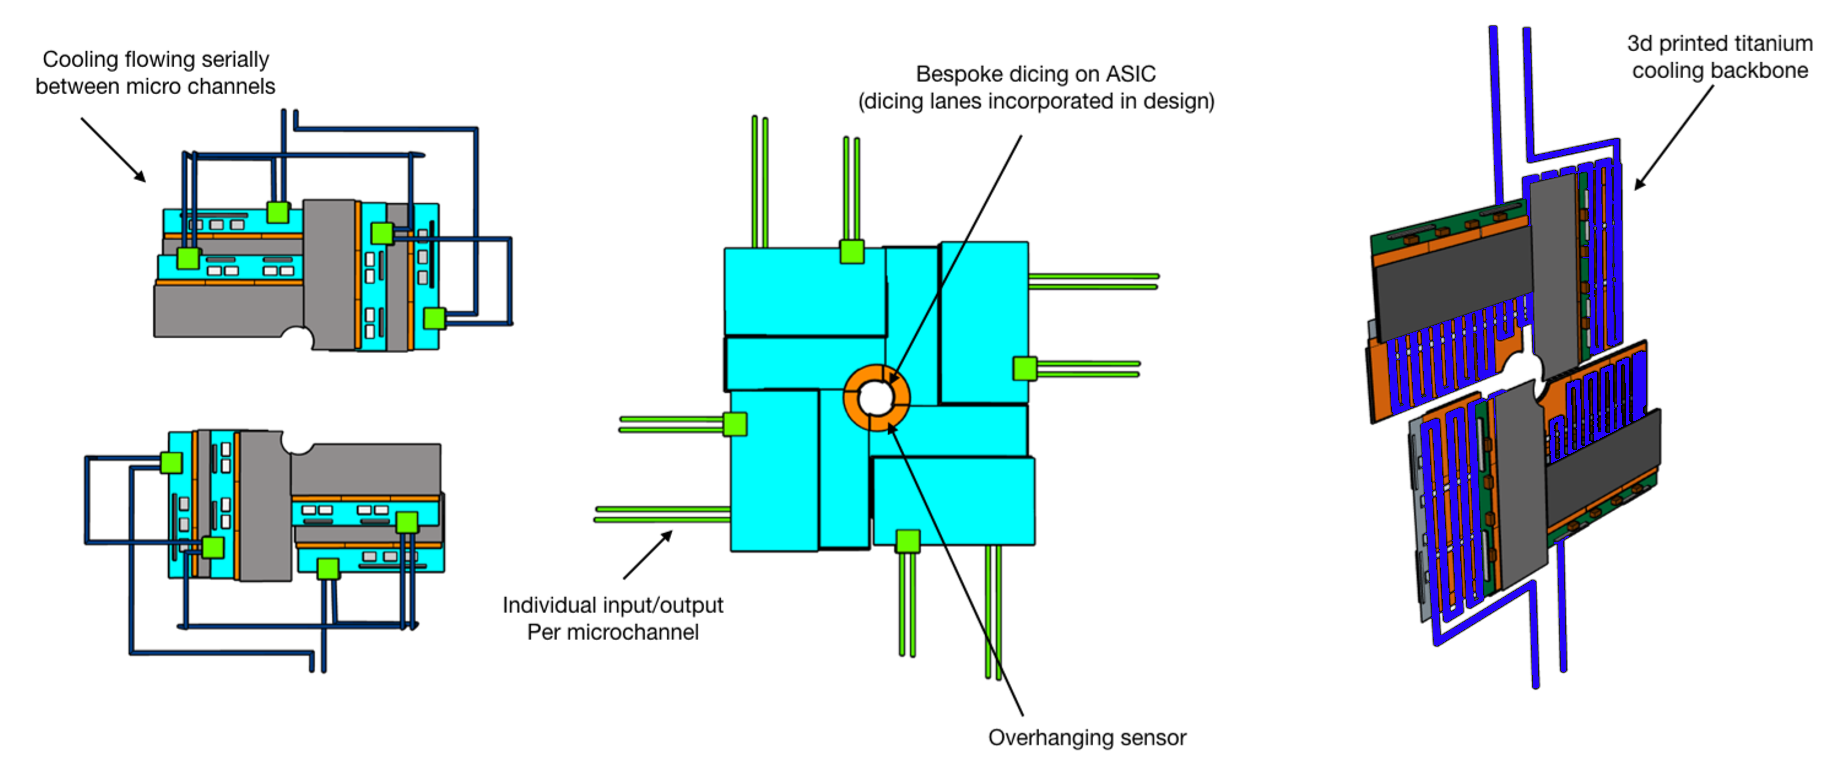 Cooling flowing serially
between micro channels
Bespoke dicing on ASIC
(dicing lanes incorporated in design)
3d printed titanium
cooling backbone
Individual input/output
Per microchannel
Overhanging sensor